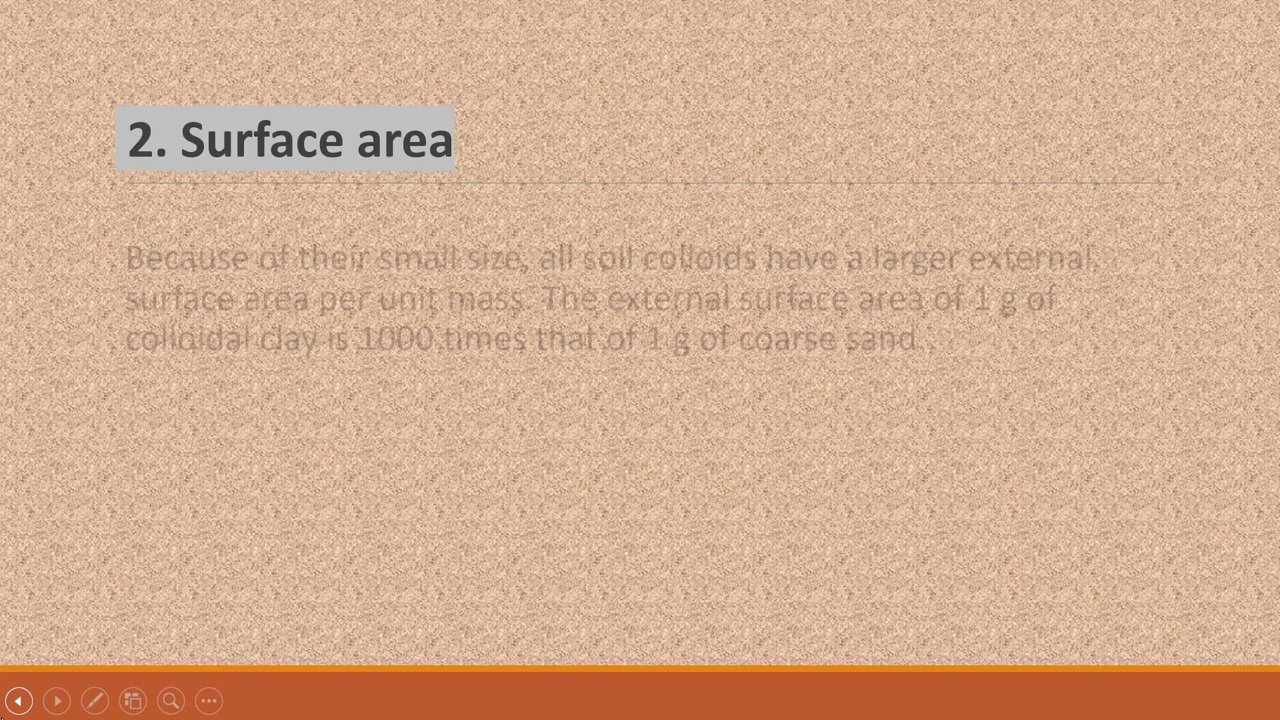 2. Surface area
Because of their small size, all soil colloids have a larger external
surface area per unit mass. The external surface area of 1 g of
colloidal clay is 1000 times that of 1 g of coarse sand.